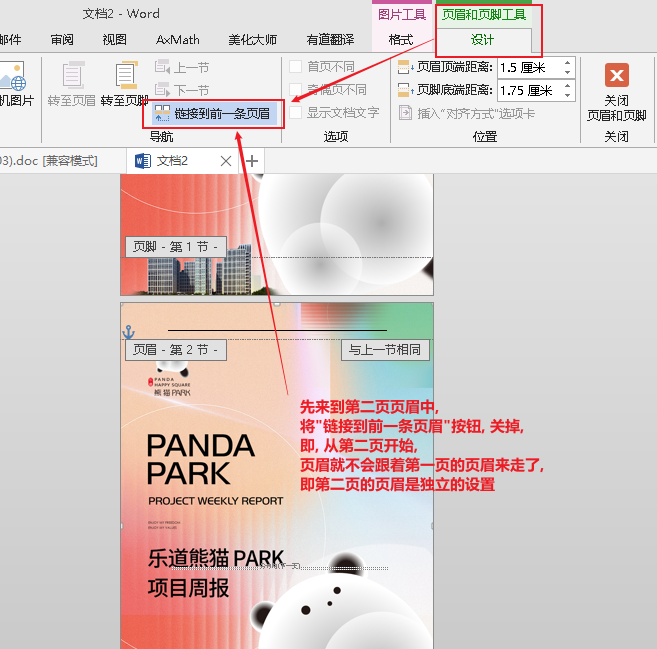 文档2 - Word
图片工具
页眉和页脚工具
邮件
审阅
视图
AxMath
美化大师
有道翻译
格式
设计
机图片
转至页眉
转至页脚
上一节
下一节
链接到前一条页眉
导航
首页不同
奇偶页不同
显示文档文字
选项
页眉顶端距离:
1.5 厘米
页脚底端距离:
1.75 厘米
插入"对齐方式"选项卡
位置
关闭
页眉和页脚
关闭
03).doc [兼容模式]
文档2
页脚 - 第 1 节 -
页眉 - 第 2 节 -
与上一节相同
PANDA
HAPPY SQUARE
熊猫 PARK
PANDA
PARK
PROJECT WEEKLY REPORT
乐道熊猫 PARK
项目周报
先来到第二页页眉中,
将"链接到前一条页眉"按钮, 关掉,
即, 从第二页开始,
页眉就不会跟着第一页的页眉来走了,
即第二页的页眉是独立的设置